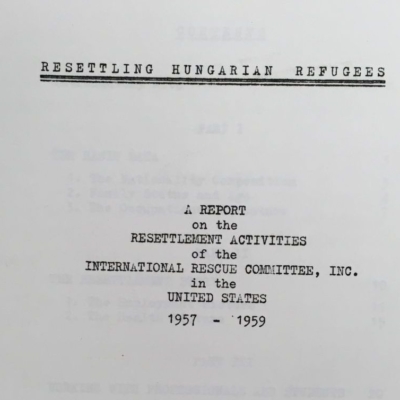 RESETTLING HUNGARIAN REFUGEES
A REPORT
on the
RESETTLEMENT ACTIVITIES
of the
INTERNATIONAL RESCUE COMMITTEE, INC.
in the
UNITED STATES
1957 - 1959